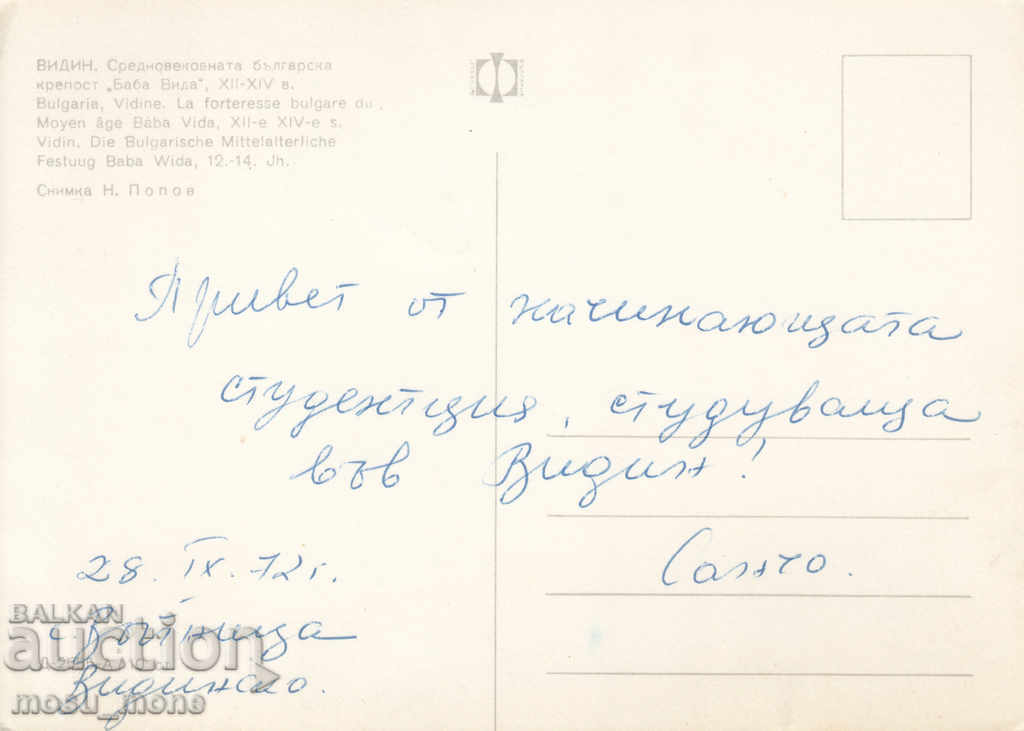 ВИДИН. Средновековната българска
крепост „Баба Вида", XII-XIV в.
Bulgaria, Vidine. La forteresse bulgare du
Moyen âge Baba Vida, XII-e XIV-e s.
Vidin. Die Bulgarische Mittelalterliche
Festuug Baba Wida, 12.-14. Jh.
Снимка Н. Попов
Привет от начинающата
студентция, студуваща
във Видин!
Санчо.
28. IX. 72 г.
Видинско.
BALKAN
auction
mosu_mone